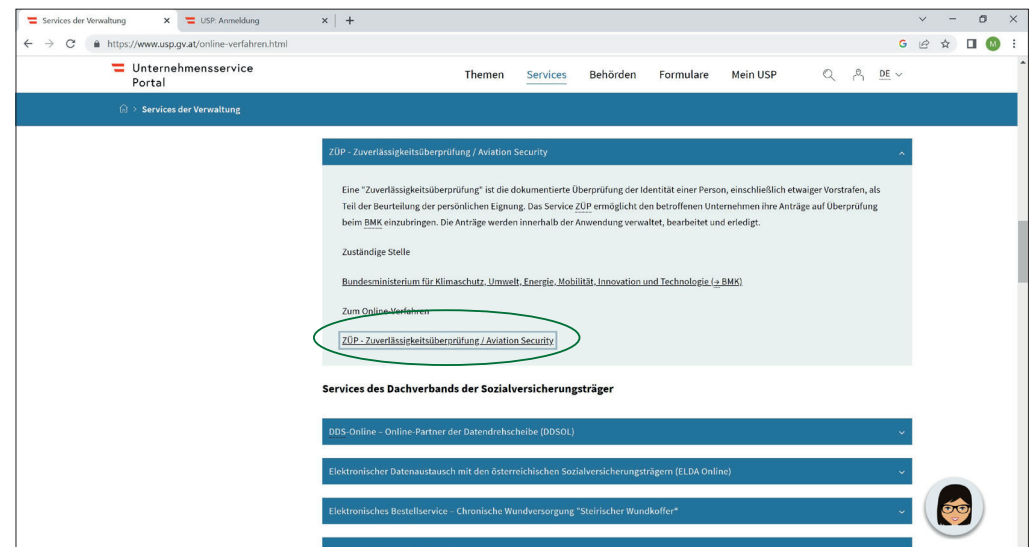 Services der Verwaltung
USP: Anmeldung
https://www.usp.gv.at/online-verfahren.html
G
M
Unternehmensservice
Portal
Themen Services Behörden Formulare Mein USP DE
Services der Verwaltung
ZÜP - Zuverlässigkeitsüberprüfung / Aviation Security
Eine "Zuverlässigkeitsüberprüfung" ist die dokumentierte Überprüfung der Identität einer Person, einschließlich etwaiger Vorstrafen, als
Teil der Beurteilung der persönlichen Eignung. Das Service ZÜP ermöglicht den betroffenen Unternehmen ihre Anträge auf Überprüfung
beim BMK einzubringen. Die Anträge werden innerhalb der Anwendung verwaltet, bearbeitet und erledigt.
Zuständige Stelle
Bundesministerium für Klimaschutz, Umwelt, Energie, Mobilität, Innovation und Technologie (→ BMK)
Zum Online-Verfahren
ZÜP - Zuverlässigkeitsüberprüfung / Aviation Security
Services des Dachverbands der Sozialversicherungsträger
DDS-Online – Online-Partner der Datendrehscheibe (DDSOL)
Elektronischer Datenaustausch mit den österreichischen Sozialversicherungsträgern (ELDA Online)
Elektronisches Bestellservice – Chronische Wundversorgung "Steirischer Wundkoffer"